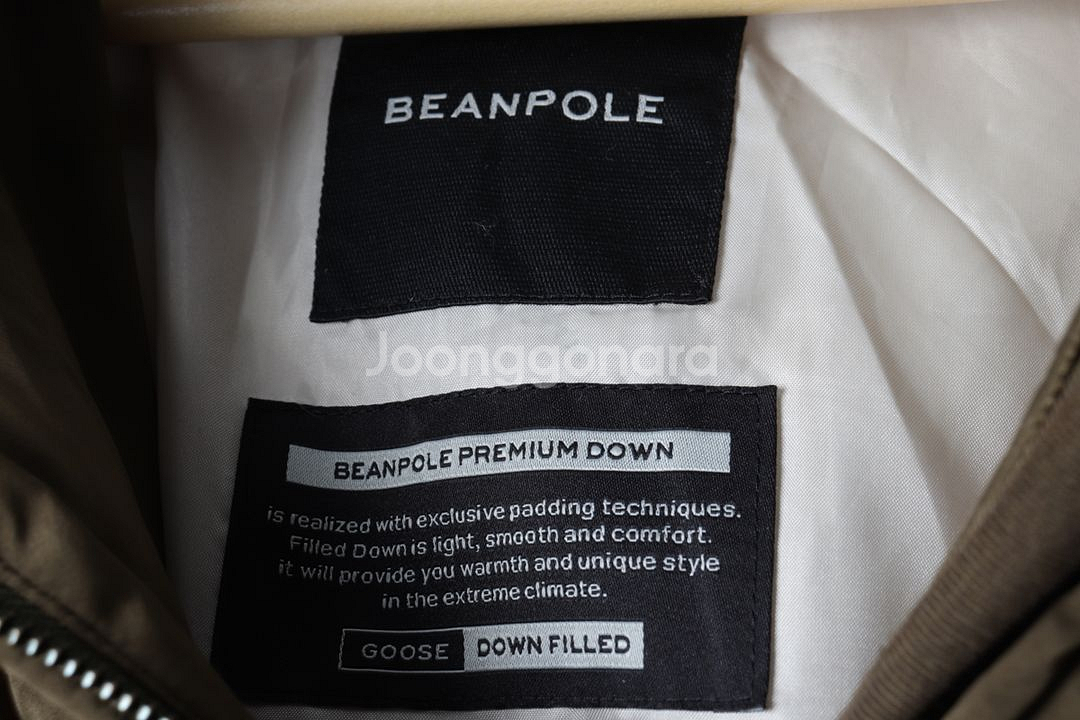 BEANPOLE
Joonggonara
BEANPOLE PREMIUM DOWN
is realized with exclusive padding techniques.
Filled Down is light, smooth and comfort.
it will provide you warmth and unique style
in the extreme climate.
GOOSE DOWN FILLED